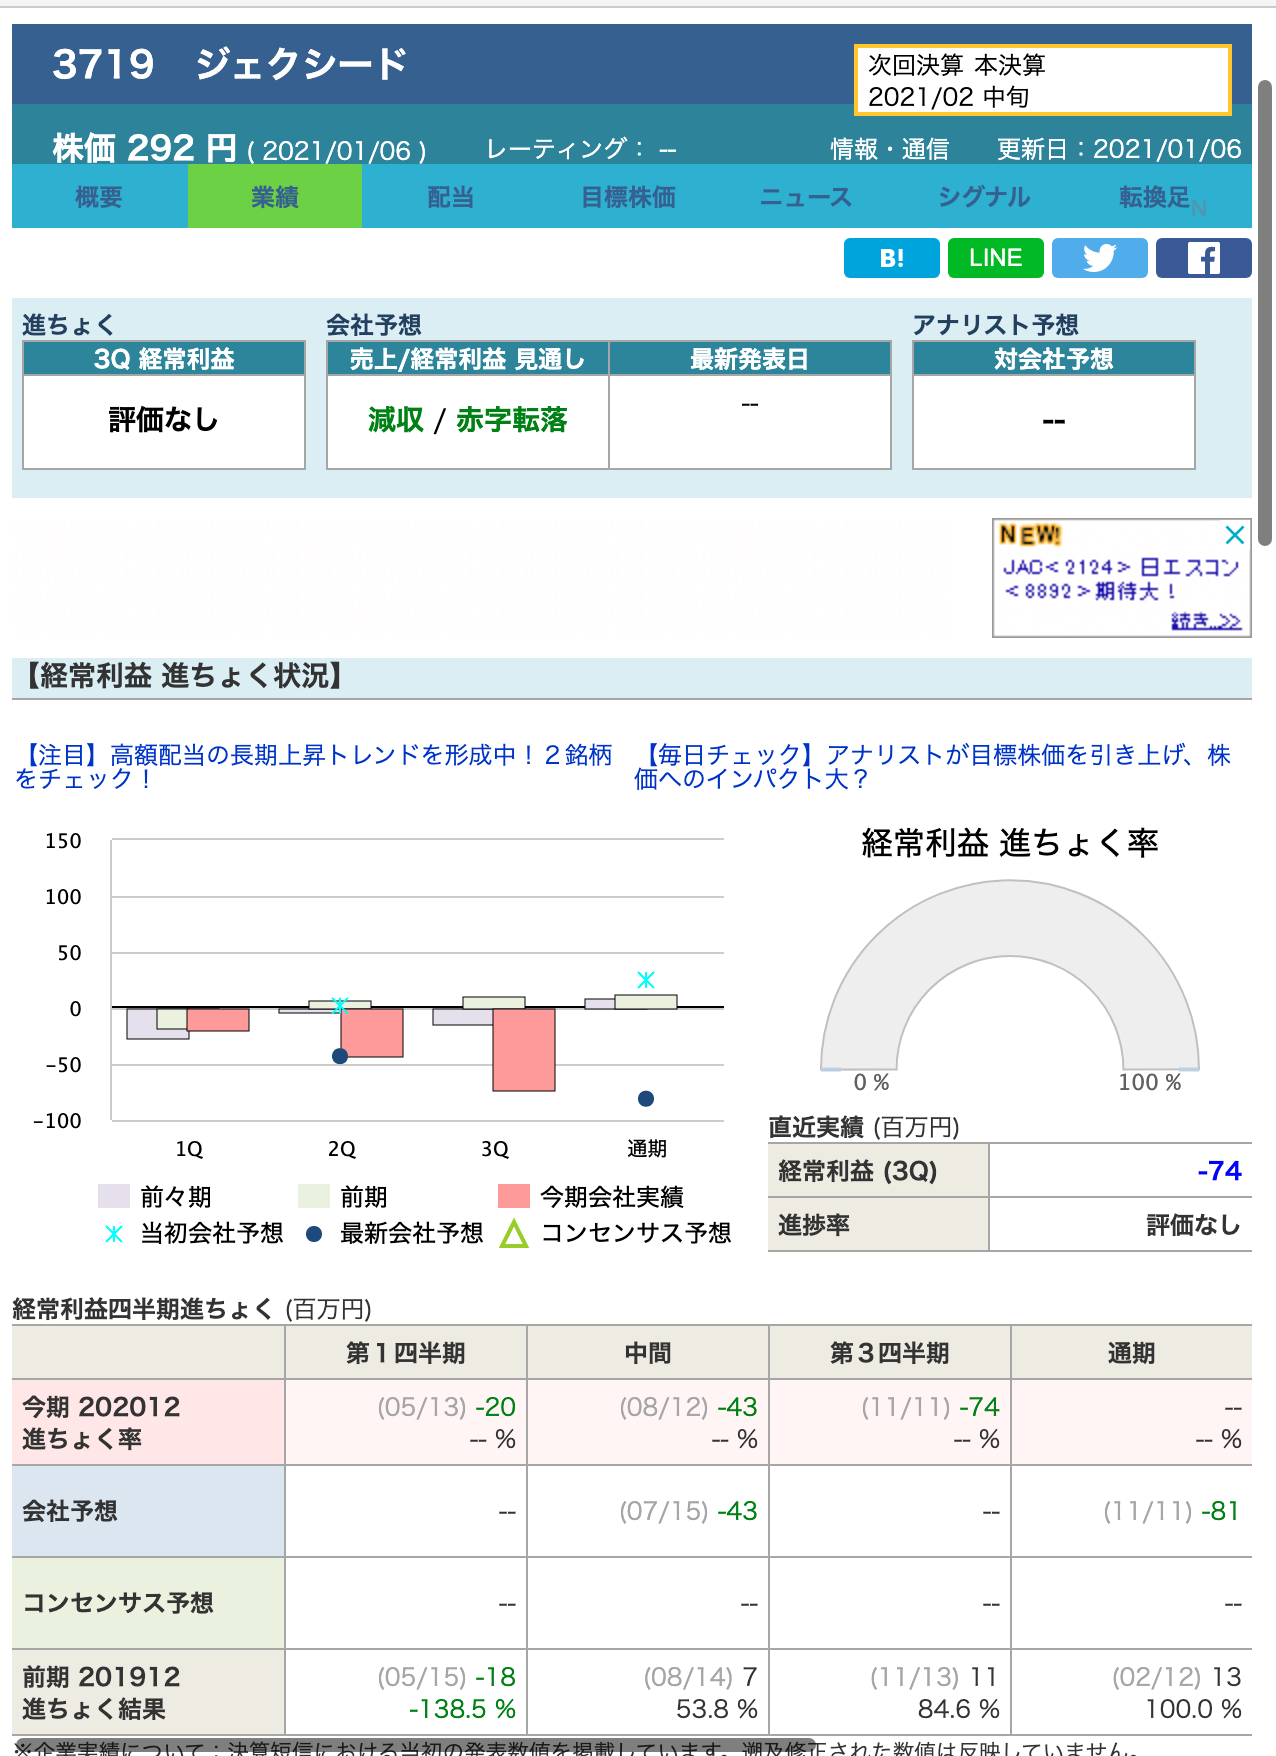 3719　ジェクシード
次回決算 本決算
2021/02 中旬
株価 292 円 ( 2021/01/06 )　レーティング： --　情報・通信　更新日：2021/01/06
概要　業績　配当　目標株価　ニュース　シグナル　転換足 N
B!　LINE
進ちょく　会社予想　アナリスト予想
3Q 経常利益　売上/経常利益 見通し　最新発表日　対会社予想
評価なし　減収 / 赤字転落　--　--
NEW!
JAC<2124> 日エスコン
<8892>期待大！
続き..>>
【経常利益 進ちょく状況】
【注目】高額配当の長期上昇トレンドを形成中！２銘柄
をチェック！
【毎日チェック】アナリストが目標株価を引き上げ、株
価へのインパクト大？
150
100
50
0
-50
-100
1Q　2Q　3Q　通期
前々期　前期　今期会社実績
当初会社予想　最新会社予想　コンセンサス予想
経常利益 進ちょく率
0 %　100 %
直近実績 (百万円)
経常利益 (3Q)　-74
進捗率　評価なし
経常利益四半期進ちょく (百万円)
第１四半期　中間　第３四半期　通期
今期 202012　(05/13) -20　(08/12) -43　(11/11) -74　--
進ちょく率　-- %　-- %　-- %　-- %
会社予想　--　(07/15) -43　--　(11/11) -81
コンセンサス予想　--　--　--　--
前期 201912　(05/15) -18　(08/14) 7　(11/13) 11　(02/12) 13
進ちょく結果　-138.5 %　53.8 %　84.6 %　100.0 %
※企業実績について：決算短信における当初の発表数値を掲載しています。遡及修正された数値は反映していません。